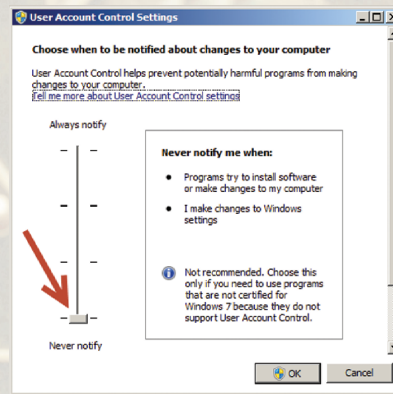 User Account Control Settings
Choose when to be notified about changes to your computer
User Account Control helps prevent potentially harmful programs from making
changes to your computer.
Tell me more about User Account Control settings
Always notify
Never notify me when:
Programs try to install software
or make changes to my computer
I make changes to Windows
settings
Not recommended. Choose this
only if you need to use programs
that are not certified for
Windows 7 because they do not
support User Account Control.
Never notify
OK
Cancel